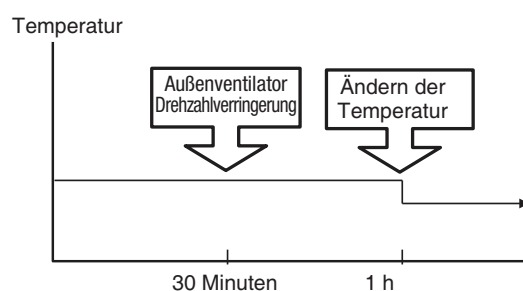 Temperatur
Außenventilator
Drehzahlverringerung
Ändern der
Temperatur
30 Minuten
1 h